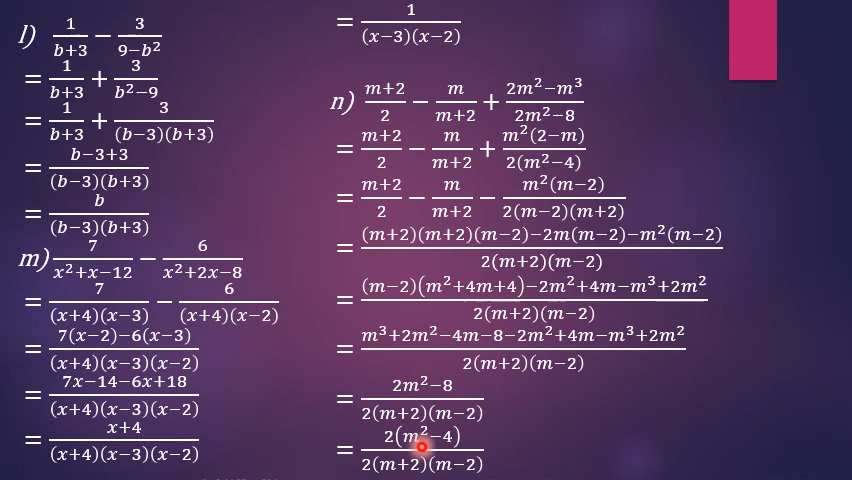 l) 1/(b+3) − 3/(9−b²)
= 1/(b+3) + 3/(b²−9)
= 1/(b+3) + 3/((b−3)(b+3))
= (b−3+3)/((b−3)(b+3))
= b/((b−3)(b+3))
m) 7/(x²+x−12) − 6/(x²+2x−8)
= 7/((x+4)(x−3)) − 6/((x+4)(x−2))
= (7(x−2)−6(x−3))/((x+4)(x−3)(x−2))
= (7x−14−6x+18)/((x+4)(x−3)(x−2))
= (x+4)/((x+4)(x−3)(x−2))
= 1/((x−3)(x−2))
n) (m+2)/2 − m/(m+2) + (2m²−m³)/(2m²−8)
= (m+2)/2 − m/(m+2) + (m²(2−m))/(2(m²−4))
= (m+2)/2 − m/(m+2) − (m²(m−2))/(2(m−2)(m+2))
= ((m+2)(m+2)(m−2)−2m(m−2)−m²(m−2))/(2(m+2)(m−2))
= ((m−2)(m²+4m+4)−2m²+4m−m³+2m²)/(2(m+2)(m−2))
= (m³+2m²−4m−8−2m²+4m−m³+2m²)/(2(m+2)(m−2))
= (2m²−8)/(2(m+2)(m−2))
= (2(m²−4))/(2(m+2)(m−2))